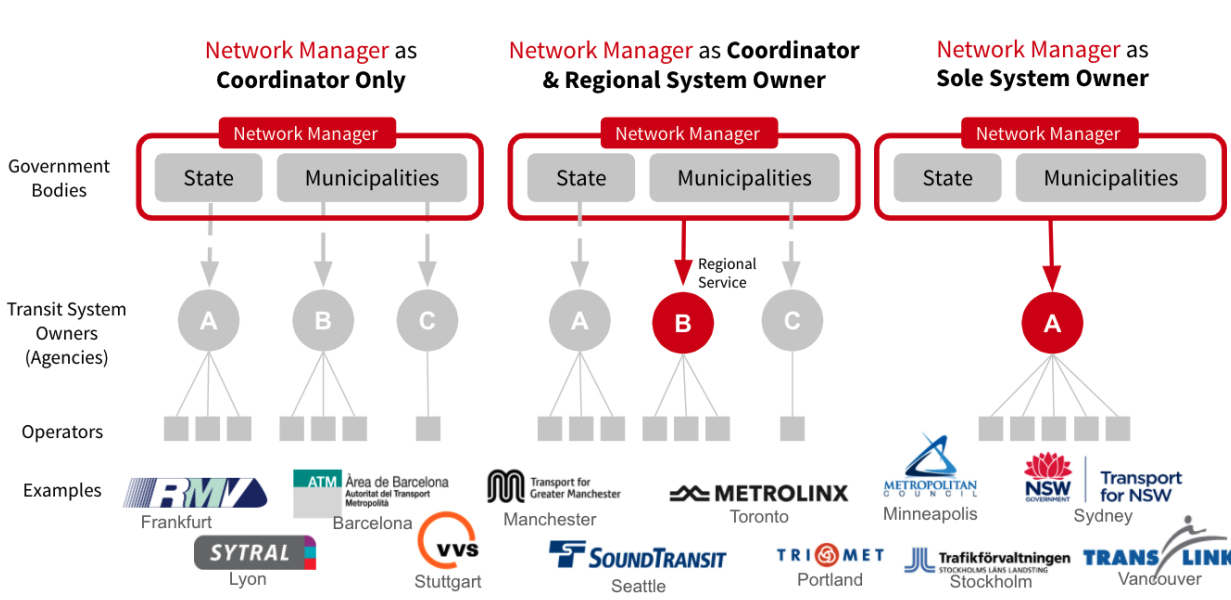 Network Manager as
Coordinator Only
Network Manager as Coordinator
& Regional System Owner
Network Manager as
Sole System Owner
Government
Bodies
Network Manager
State
Municipalities
Network Manager
State
Municipalities
Network Manager
State
Municipalities
Regional
Service
Transit System
Owners
(Agencies)
A
B
C
A
B
C
A
Operators
Examples
RMV
Frankfurt
ATM
Àrea de Barcelona
Autoritat del Transport
Metropolità
Barcelona
Transport for
Greater Manchester
Manchester
METROLINX
Toronto
METROPOLITAN
COUNCIL
Minneapolis
NSW
GOVERNMENT
Transport
for NSW
Sydney
SYTRAL
Lyon
VVS
Stuttgart
SOUNDTRANSIT
Seattle
TRI MET
Portland
Trafikförvaltningen
STOCKHOLMS LÄNS LANDSTING
Stockholm
TRANS LINK
Vancouver